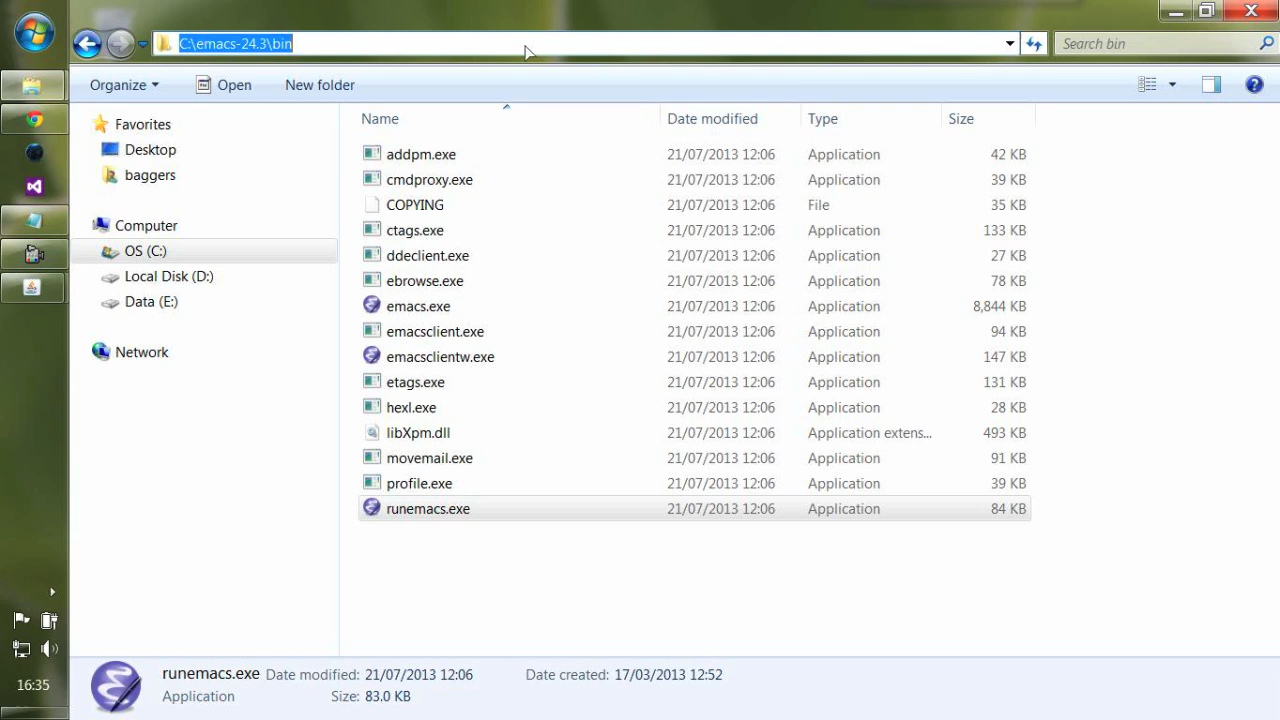 C:\emacs-24.3\bin
Search bin
Organize Open New folder
Name Date modified Type Size
Favorites
Desktop
baggers
Computer
OS (C:)
Local Disk (D:)
Data (E:)
Network
addpm.exe 21/07/2013 12:06 Application 42 KB
cmdproxy.exe 21/07/2013 12:06 Application 39 KB
COPYING 21/07/2013 12:06 File 35 KB
ctags.exe 21/07/2013 12:06 Application 133 KB
ddeclient.exe 21/07/2013 12:06 Application 27 KB
ebrowse.exe 21/07/2013 12:06 Application 78 KB
emacs.exe 21/07/2013 12:06 Application 8,844 KB
emacsclient.exe 21/07/2013 12:06 Application 94 KB
emacsclientw.exe 21/07/2013 12:06 Application 147 KB
etags.exe 21/07/2013 12:06 Application 131 KB
hexl.exe 21/07/2013 12:06 Application 28 KB
libXpm.dll 21/07/2013 12:06 Application extens... 493 KB
movemail.exe 21/07/2013 12:06 Application 91 KB
profile.exe 21/07/2013 12:06 Application 39 KB
runemacs.exe 21/07/2013 12:06 Application 84 KB
runemacs.exe Date modified: 21/07/2013 12:06 Date created: 17/03/2013 12:52
Application Size: 83.0 KB
16:35